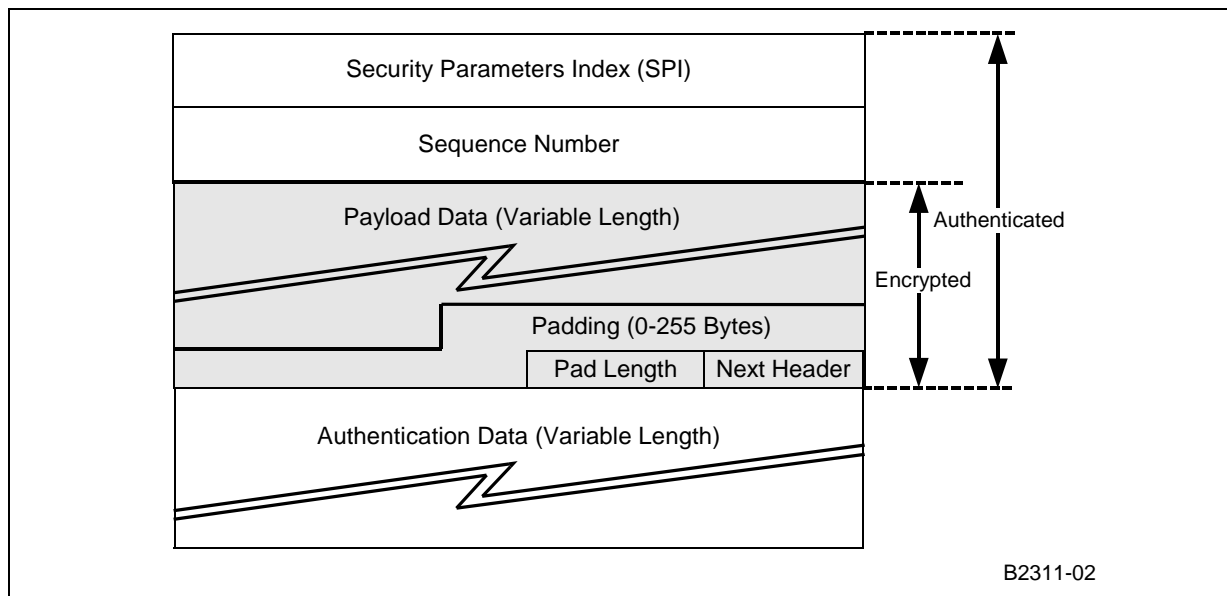 Security Parameters Index (SPI)
Sequence Number
Payload Data (Variable Length)
Authenticated
Encrypted
Padding (0-255 Bytes)
Pad Length
Next Header
Authentication Data (Variable Length)
B2311-02